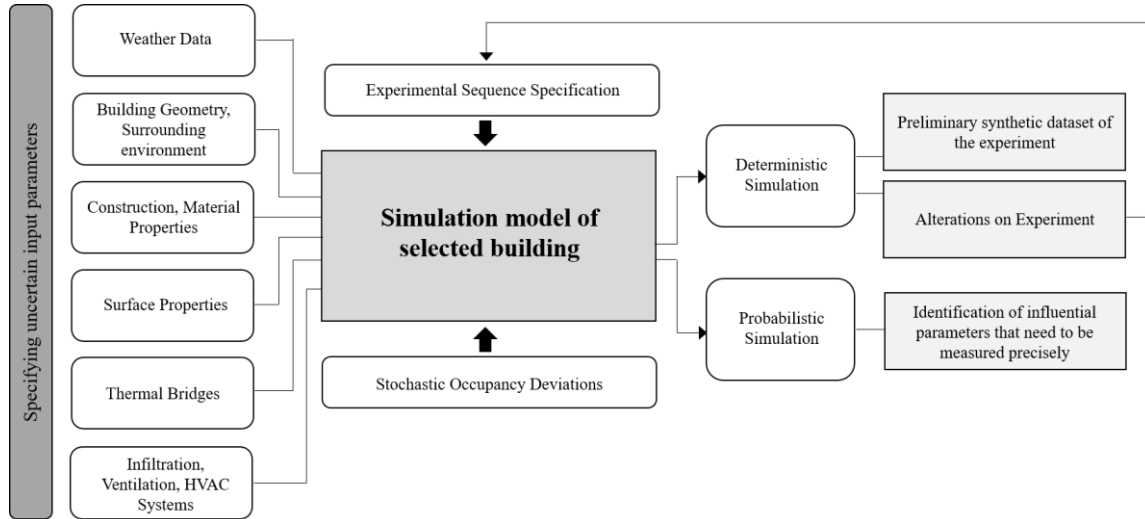 Specifying uncertain input parameters
Weather Data
Building Geometry,
Surrounding
environment
Construction, Material
Properties
Surface Properties
Thermal Bridges
Infiltration,
Ventilation, HVAC
Systems
Experimental Sequence Specification
Simulation model of
selected building
Stochastic Occupancy Deviations
Deterministic
Simulation
Probabilistic
Simulation
Preliminary synthetic dataset of
the experiment
Alterations on Experiment
Identification of influential
parameters that need to be
measured precisely